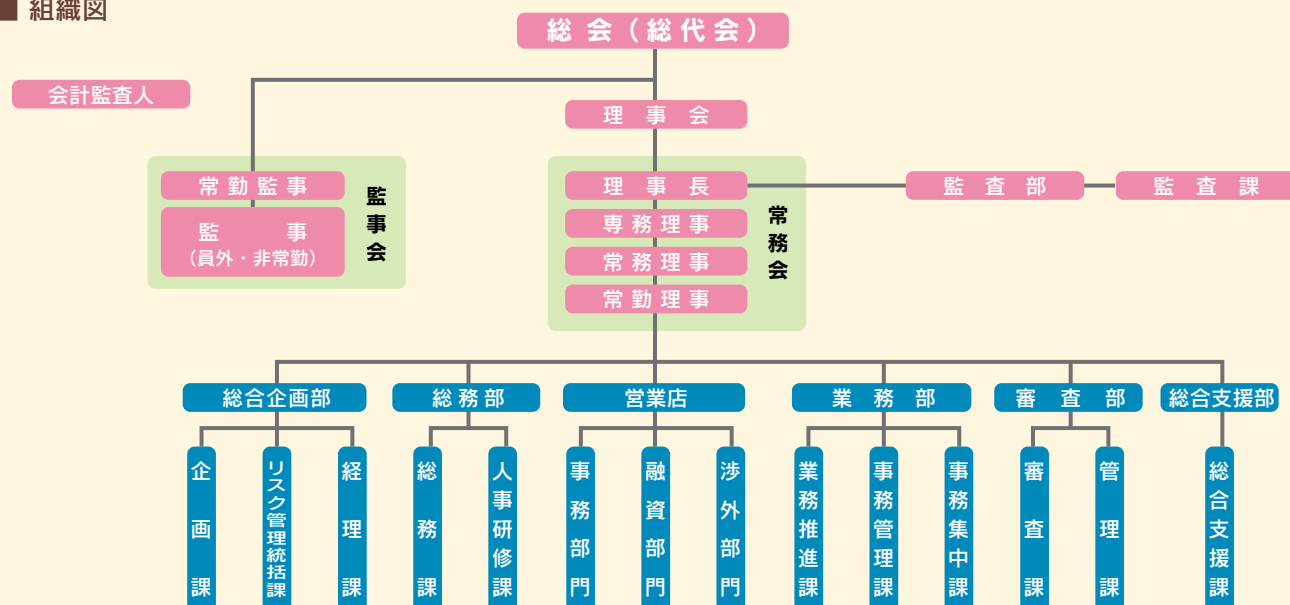 ■ 組織図
総会(総代会)
会計監査人
理事会
常勤監事
監事
(員外・非常勤)
監事会
理事長
専務理事
常務理事
常勤理事
常務会
監査部
監査課
総合企画部
総務部
営業店
業務部
審査部
総合支援部
企画課
リスク管理統括課
経理課
総務課
人事研修課
事務部門
融資部門
渉外部門
業務推進課
事務管理課
事務集中課
審査課
管理課
総合支援課